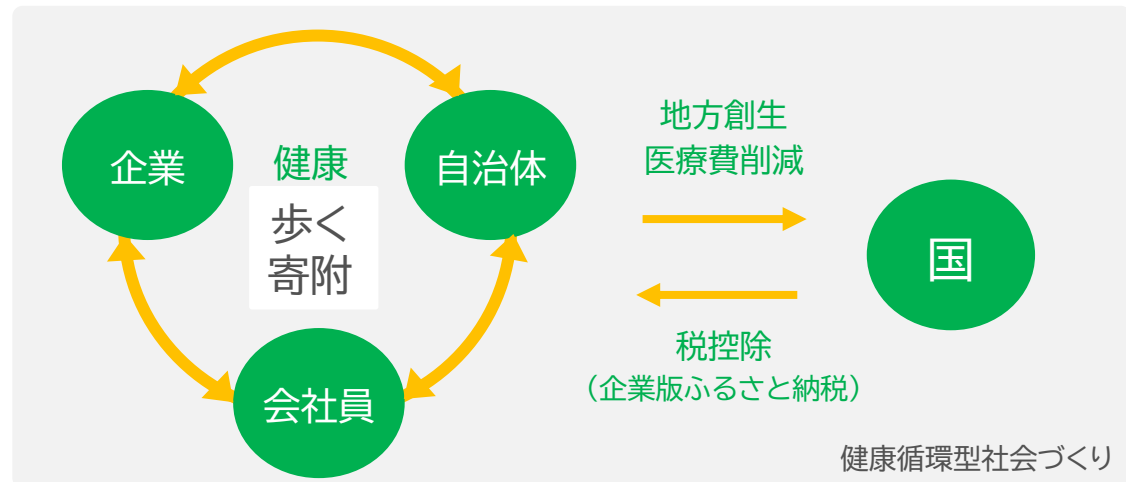 企業
健康
歩く
寄附
自治体
会社員
地方創生
医療費削減
国
税控除
（企業版ふるさと納税）
健康循環型社会づくり